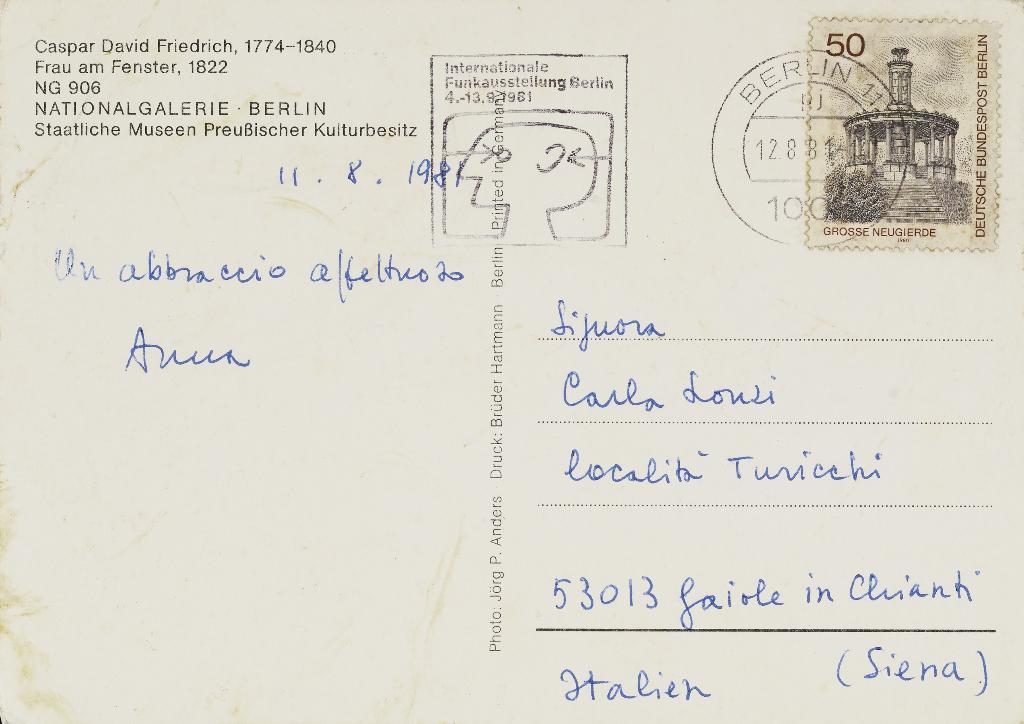 Caspar David Friedrich, 1774–1840
Frau am Fenster, 1822
NG 906
NATIONALGALERIE · BERLIN
Staatliche Museen Preußischer Kulturbesitz
11 . 8 . 1981
Un abbraccio affettuoso
Anna
Internationale
Funkausstellung Berlin
4.-13.9.1981
BERLIN 11
12.8.81
100
50
DEUTSCHE BUNDESPOST BERLIN
GROSSE NEUGIERDE
1980
Photo: Jörg P. Anders · Druck: Brüder Hartmann · Berlin · Printed in Germany
Signora
Carla Lonzi
località Turicchi
53013 Gaiole in Chianti
(Siena)
Italien